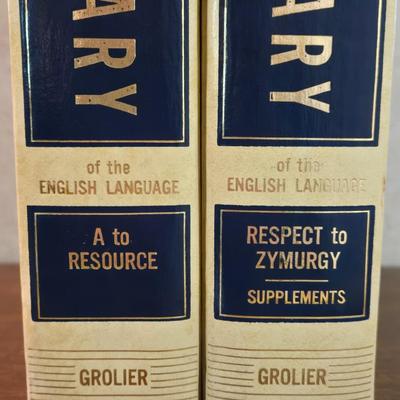 ARY
of the
ENGLISH LANGUAGE
A to
RESOURCE
GROLIER
ARY
of the
ENGLISH LANGUAGE
RESPECT to
ZYMURGY
SUPPLEMENTS
GROLIER